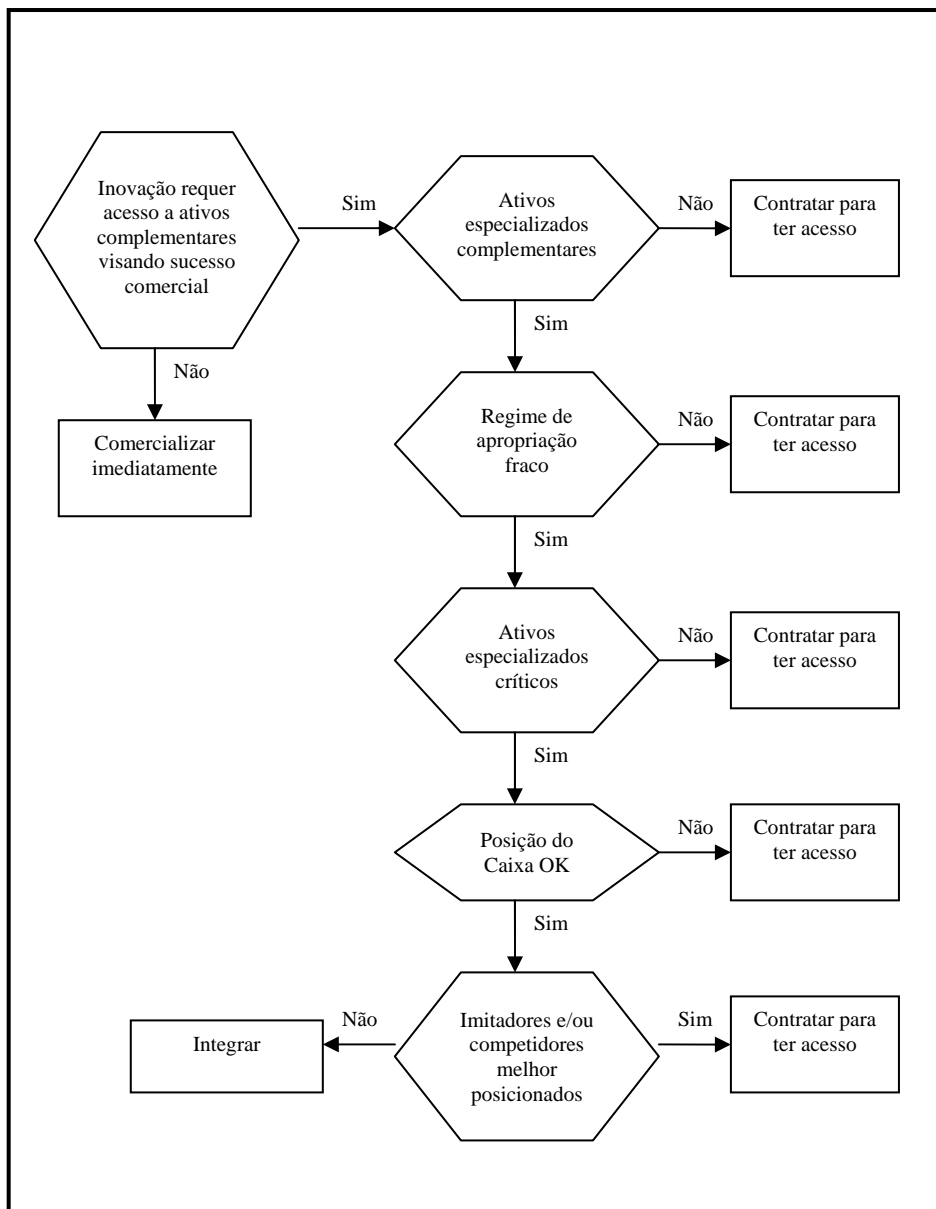 Inovação requer
acesso a ativos
complementares
visando sucesso
comercial
Sim
Ativos
especializados
complementares
Não
Contratar para
ter acesso
Não
Sim
Comercializar
imediatamente
Regime de
apropriação
fraco
Não
Contratar para
ter acesso
Sim
Ativos
especializados
críticos
Não
Contratar para
ter acesso
Sim
Posição do
Caixa OK
Não
Contratar para
ter acesso
Sim
Integrar
Não
Imitadores e/ou
competidores
melhor
posicionados
Sim
Contratar para
ter acesso